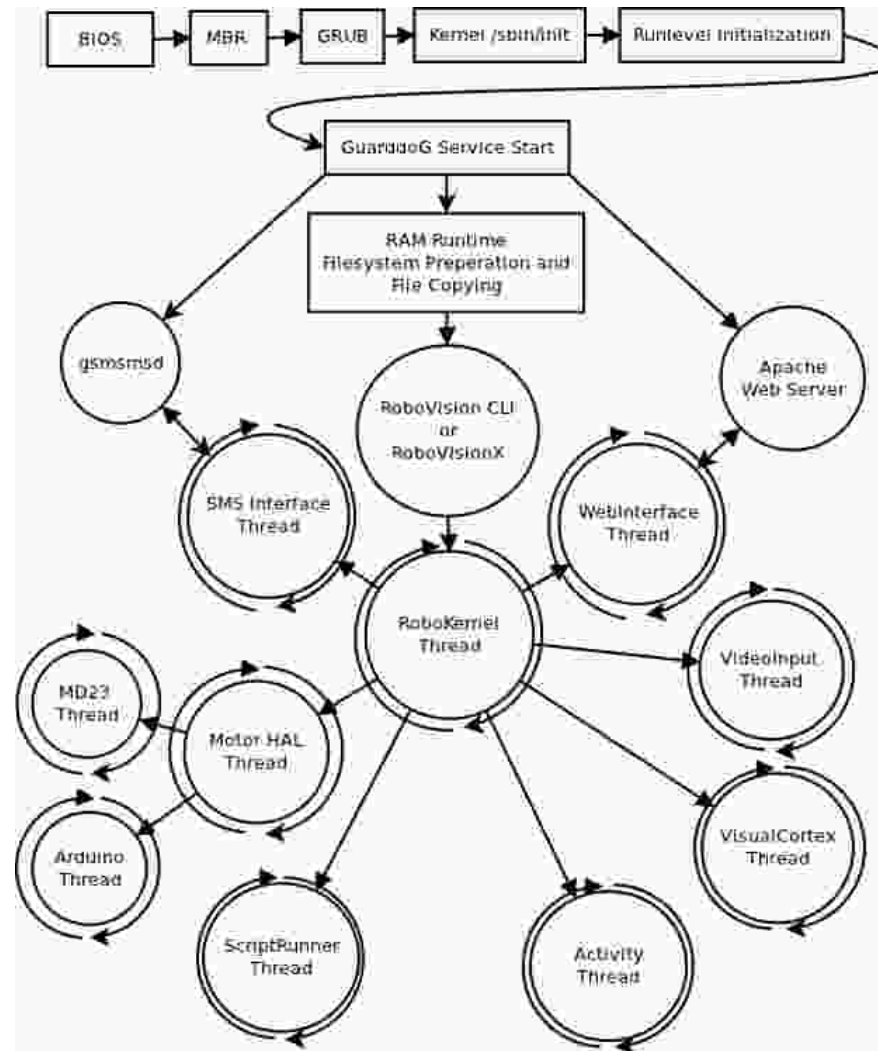 BIOS
MBR
GRUB
Kernel /sbin/init
Runlevel Initialization
GuarddoG Service Start
RAM Runtime
Filesystem Preperation and
File Copying
gsmsmsd
RoboVision CLI
or
RoboVisionX
Apache
Web Server
SMS Interface
Thread
WebInterface
Thread
RoboKernel
Thread
VideoInput
Thread
MD23
Thread
Motor HAL
Thread
VisualCortex
Thread
Arduino
Thread
ScriptRunner
Thread
Activity
Thread